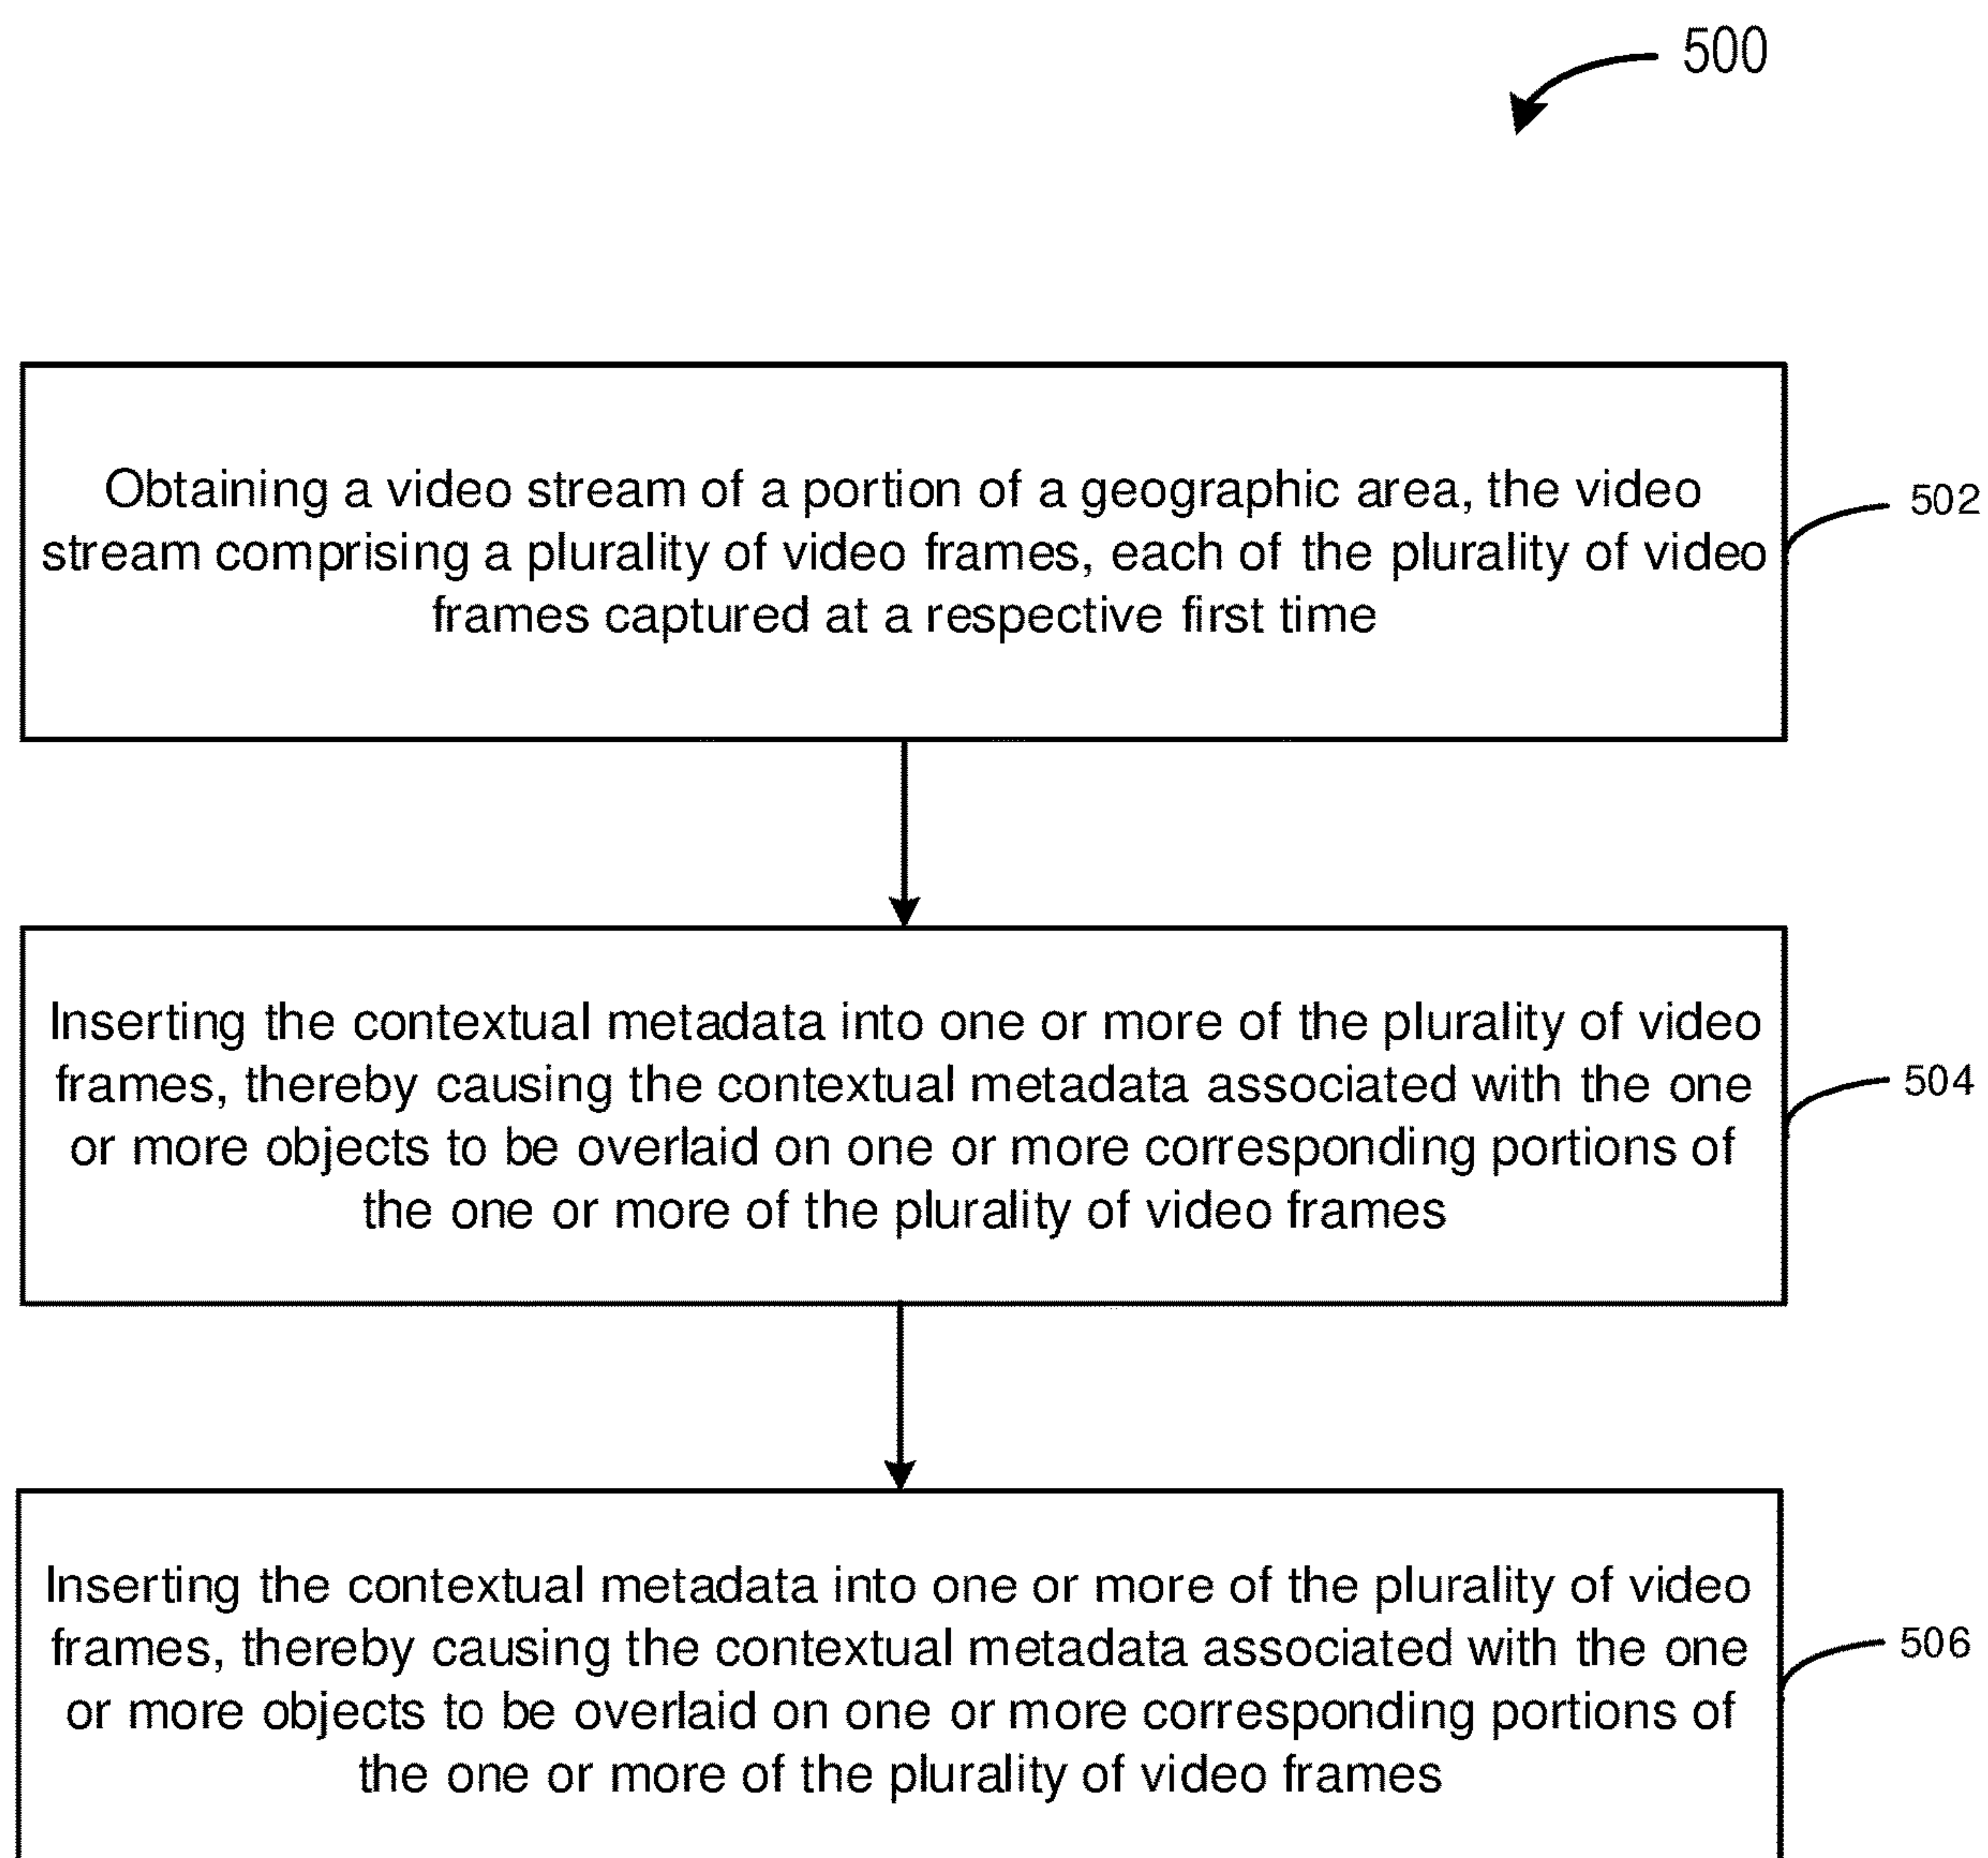 500
Obtaining a video stream of a portion of a geographic area, the video
stream comprising a plurality of video frames, each of the plurality of video
frames captured at a respective first time
502
Inserting the contextual metadata into one or more of the plurality of video
frames, thereby causing the contextual metadata associated with the one
or more objects to be overlaid on one or more corresponding portions of
the one or more of the plurality of video frames
504
Inserting the contextual metadata into one or more of the plurality of video
frames, thereby causing the contextual metadata associated with the one
or more objects to be overlaid on one or more corresponding portions of
the one or more of the plurality of video frames
506